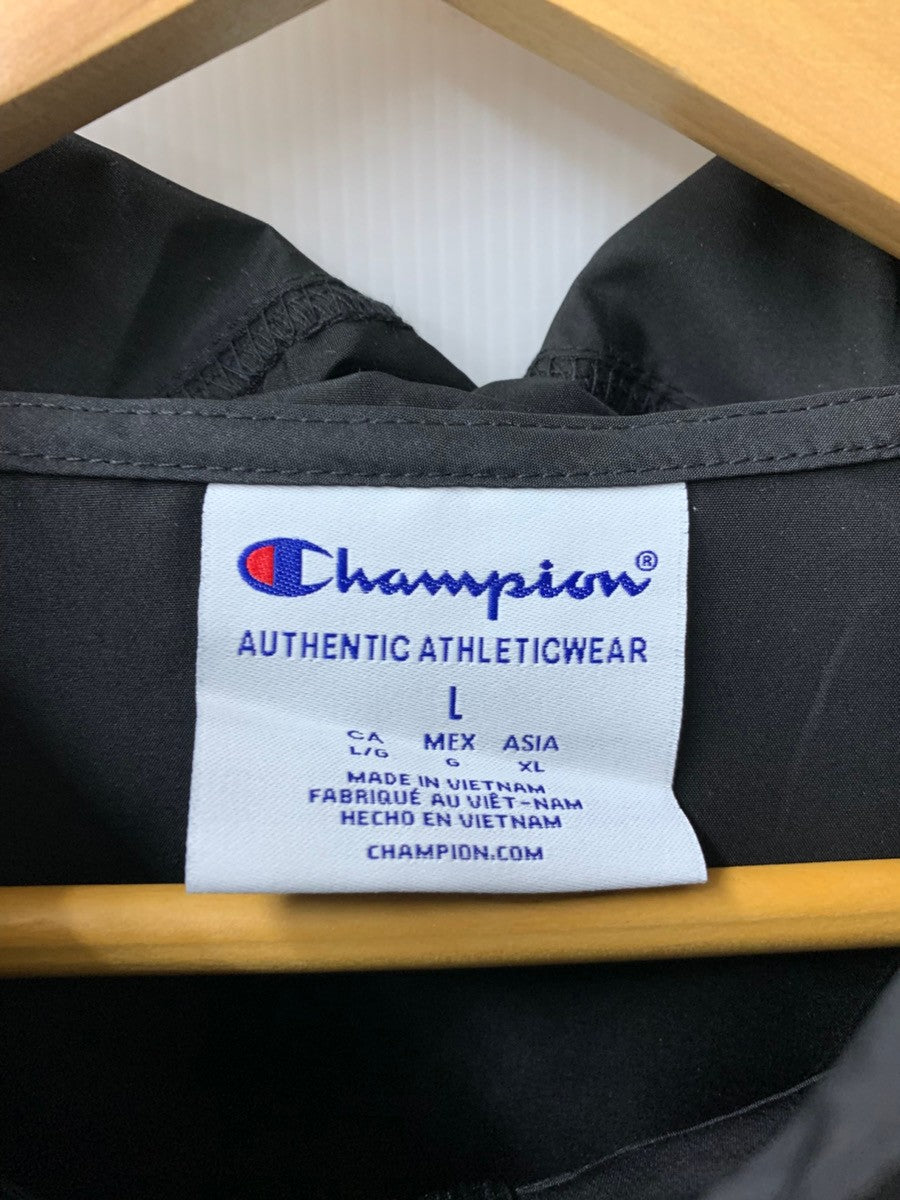 Champion®
AUTHENTIC ATHLETICWEAR
L
CA MEX ASIA
L/G G XL
MADE IN VIETNAM
FABRIQUÉ AU VIÊT-NAM
HECHO EN VIETNAM
CHAMPION.COM